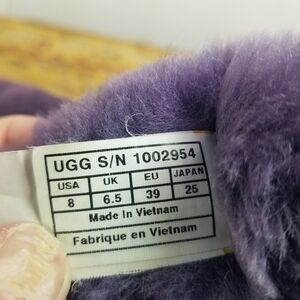 UGG S/N 1002954
USA UK EU JAPAN
8 6.5 39 25
Made In Vietnam
Fabrique en Vietnam